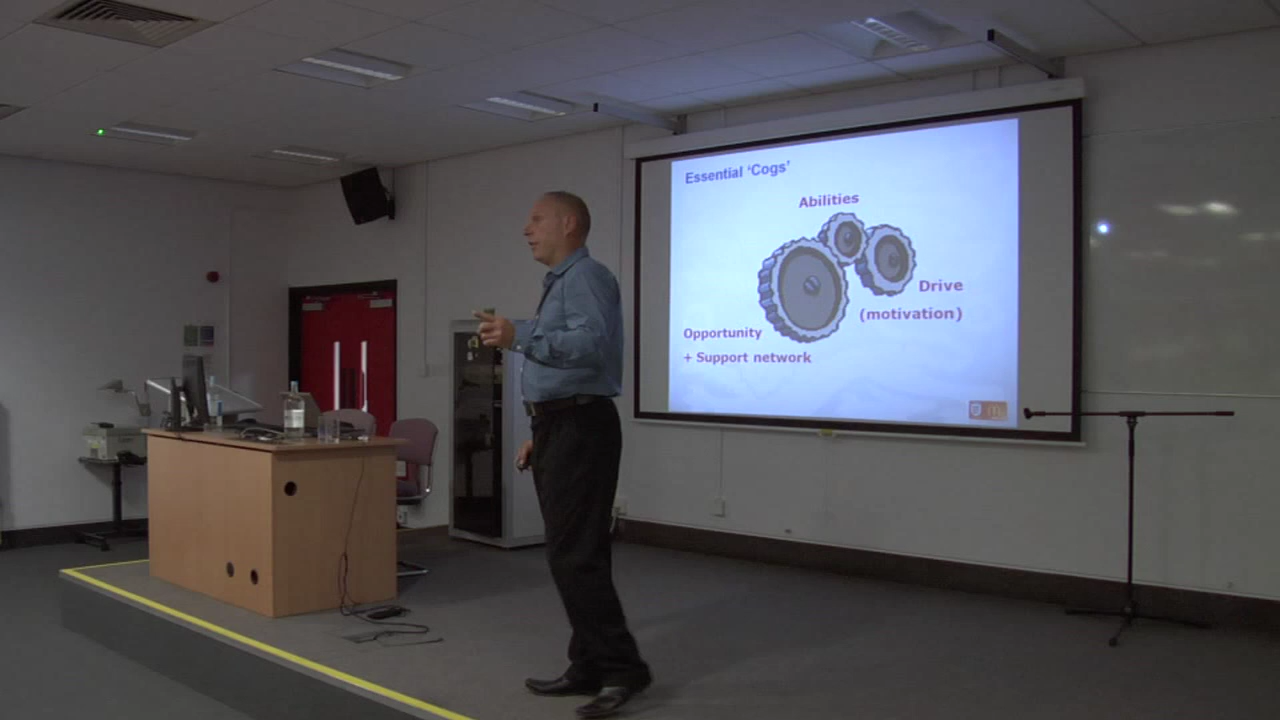 Essential ‘Cogs’
Abilities
Drive
(motivation)
Opportunity
+ Support network